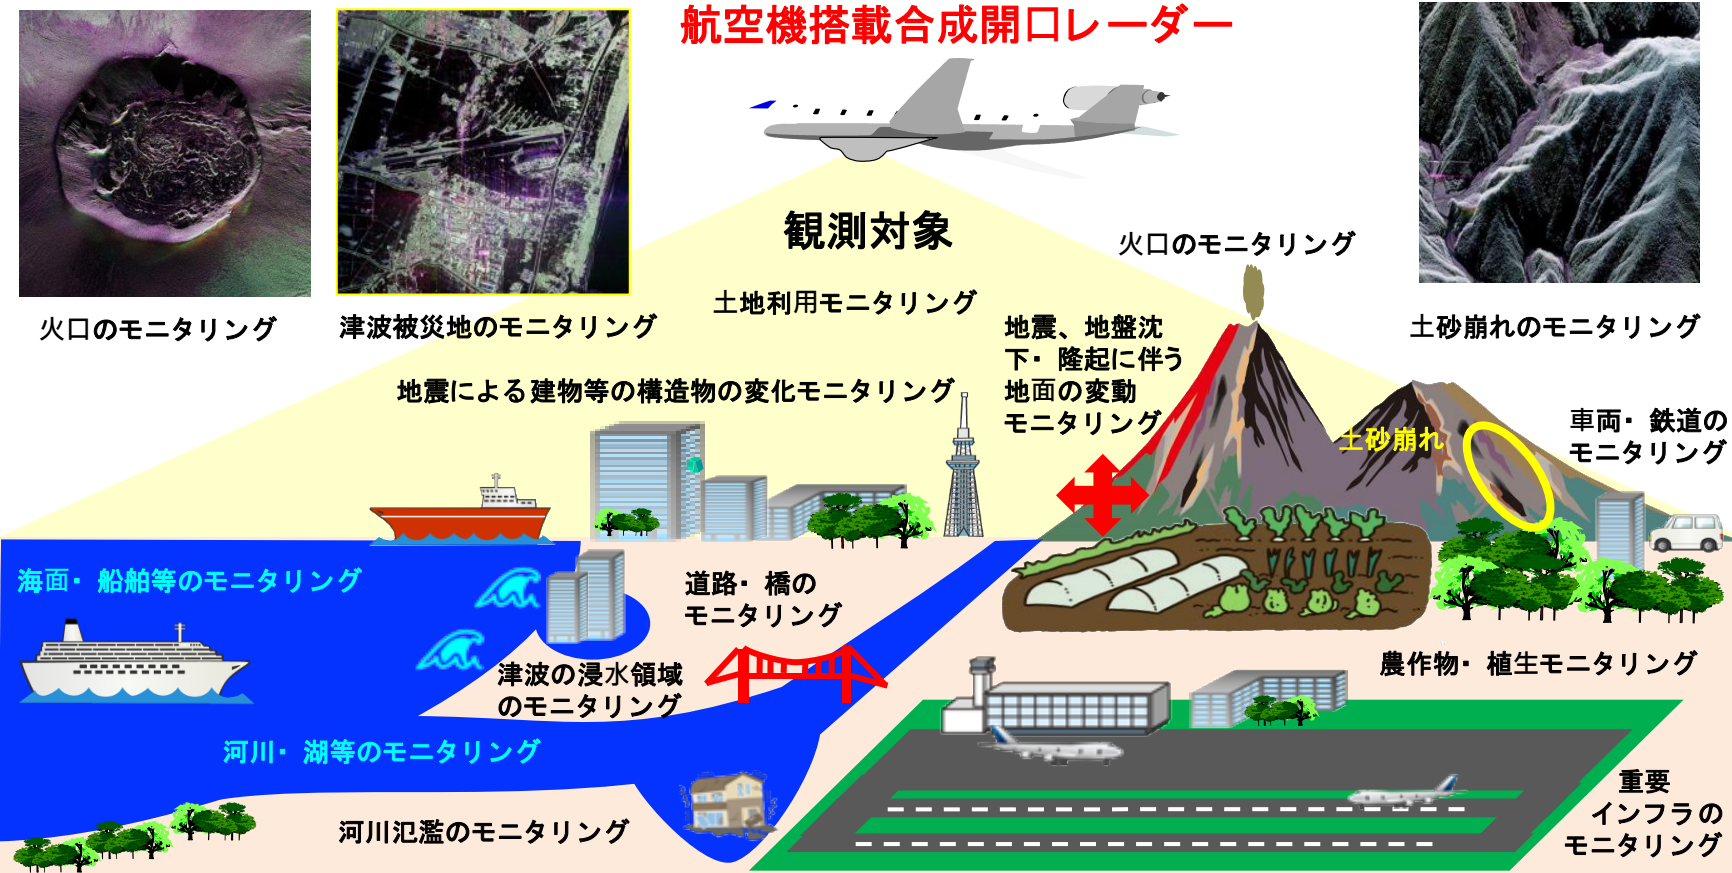 航空機搭載合成開口レーダー
観測対象
火口のモニタリング
土地利用モニタリング
火口のモニタリング
津波被災地のモニタリング
地震、地盤沈
下・隆起に伴う
地面の変動
モニタリング
土砂崩れのモニタリング
地震による建物等の構造物の変化モニタリング
土砂崩れ
車両・鉄道の
モニタリング
海面・船舶等のモニタリング
道路・橋の
モニタリング
津波の浸水領域
のモニタリング
農作物・植生モニタリング
河川・湖等のモニタリング
河川氾濫のモニタリング
重要
インフラの
モニタリング